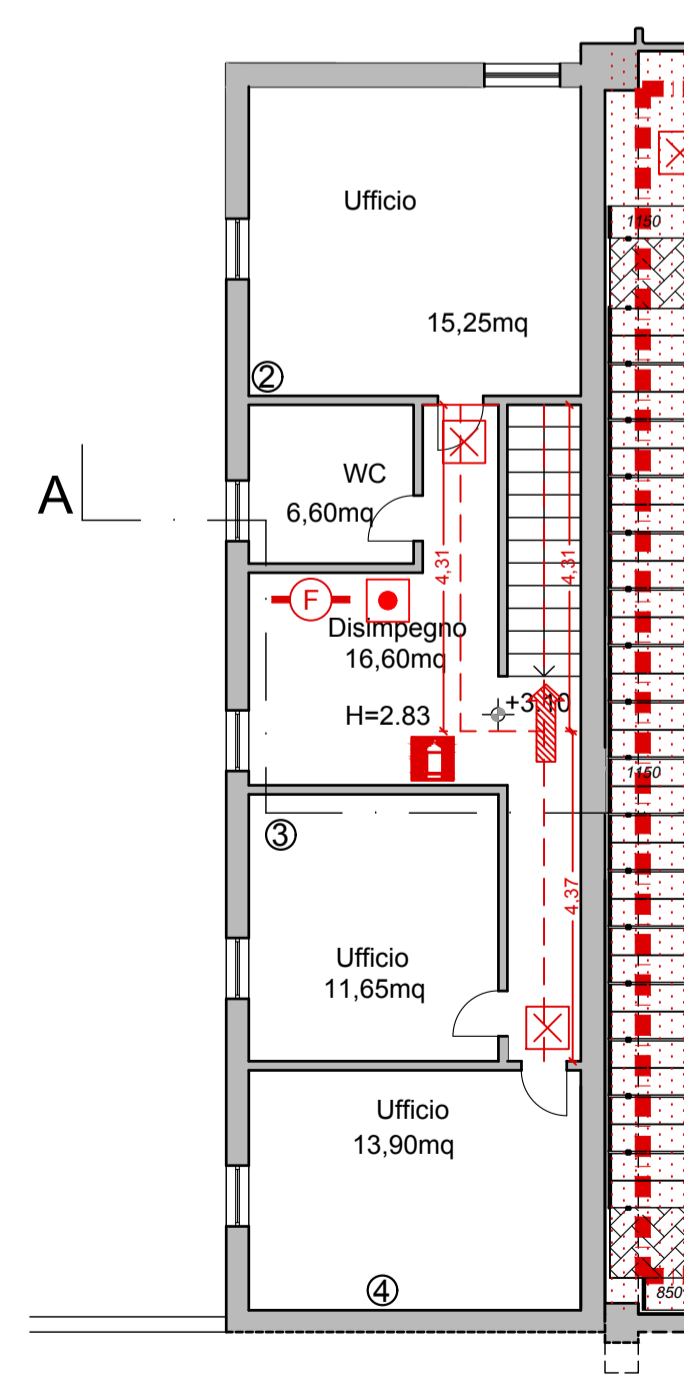 1150
Ufficio
15,25mq
2
WC
A
6,60mq
4,31
4,31
F
Disimpegno
16,60mq
+3,10
H=2.83
1150
3
4,37
Ufficio
11,65mq
Ufficio
13,90mq
4
850